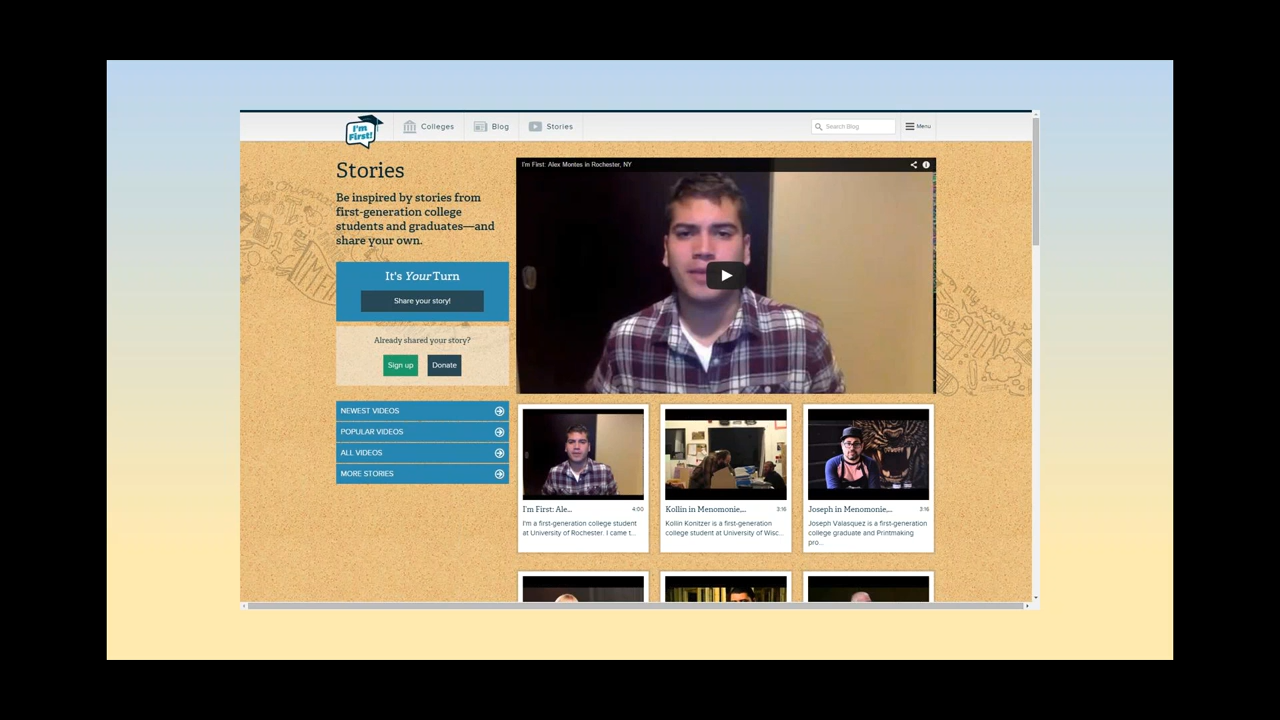 I'm
First!
Colleges
Blog
Stories
Search Blog
Menu
Stories
Be inspired by stories from
first-generation college
students and graduates—and
share your own.
It's Your Turn
Share your story!
Already shared your story?
Sign up
Donate
NEWEST VIDEOS
POPULAR VIDEOS
ALL VIDEOS
MORE STORIES
I'm First: Alex Montes in Rochester, NY
I'm First: Ale...
4:00
I'm a first-generation college student
at University of Rochester. I came t...
Kollin in Menomonie,...
3:16
Kollin Konitzer is a first-generation
college student at University of Wisc...
Joseph in Menomonie,...
3:16
Joseph Valasquez is a first-generation
college graduate and Printmaking
pro...
My story